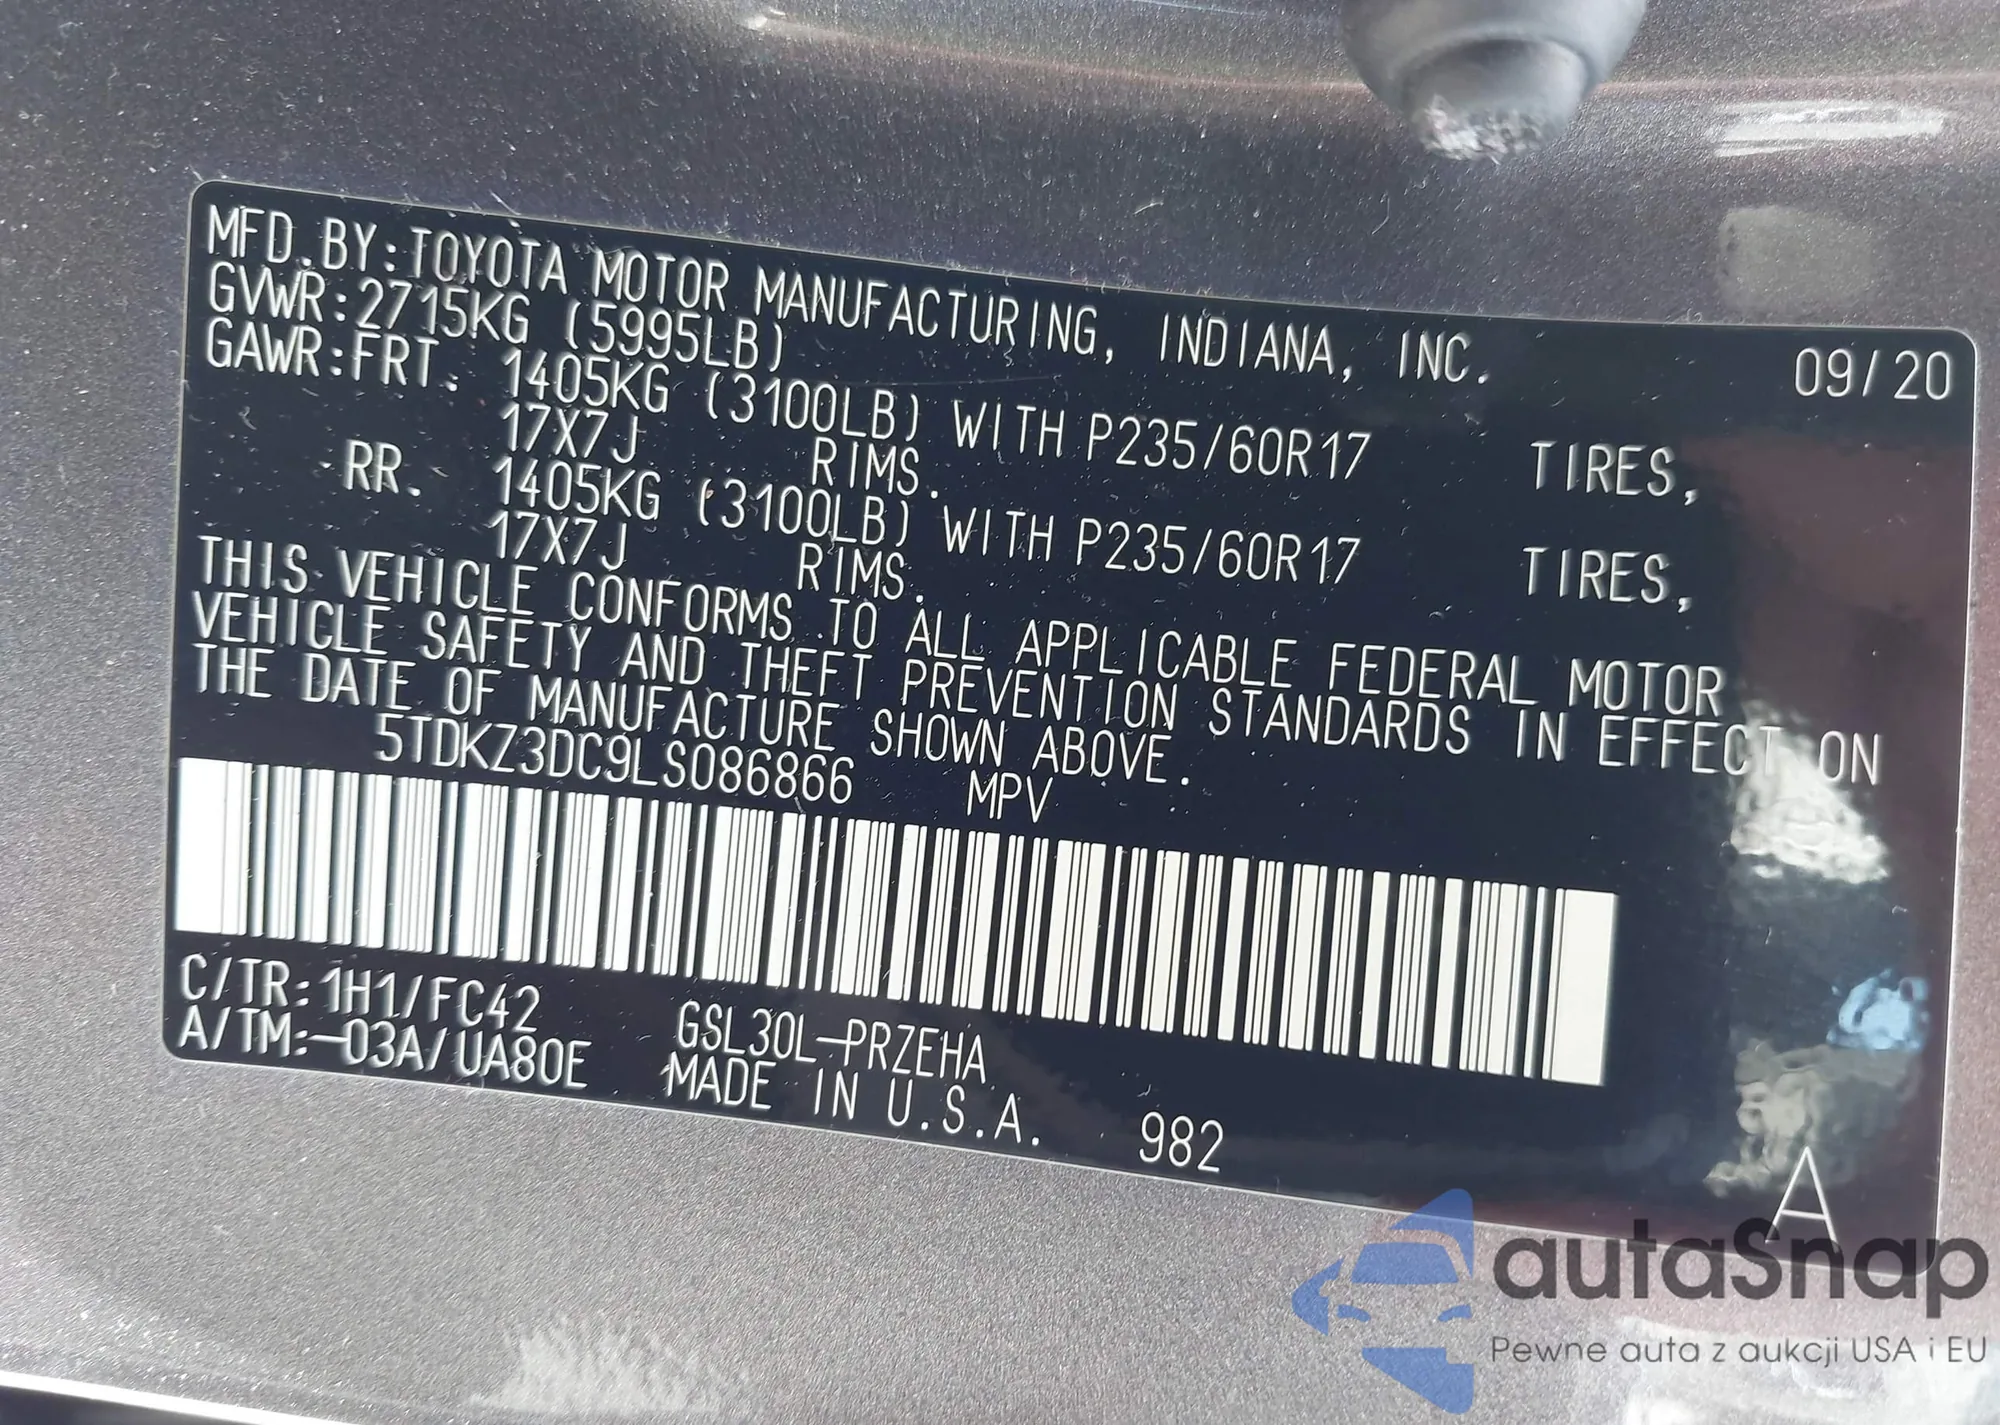 MFD.BY:TOYOTA MOTOR MANUFACTURING, INDIANA, INC. 09/20
GVWR:2715KG (5995LB)
GAWR:FRT. 1405KG (3100LB) WITH P235/60R17 TIRES,
17X7J RIMS.
RR. 1405KG (3100LB) WITH P235/60R17 TIRES,
17X7J RIMS.
THIS VEHICLE CONFORMS TO ALL APPLICABLE FEDERAL MOTOR
VEHICLE SAFETY AND THEFT PREVENTION STANDARDS IN EFFECT ON
THE DATE OF MANUFACTURE SHOWN ABOVE.
5TDKZ3DC9LS086866 MPV
C/TR:1H1/FC42 GSL30L-PRZEHA
A/TM:-03A/UA80E MADE IN U.S.A. 982
A
autaSnap
Pewne auta z aukcji USA i EU